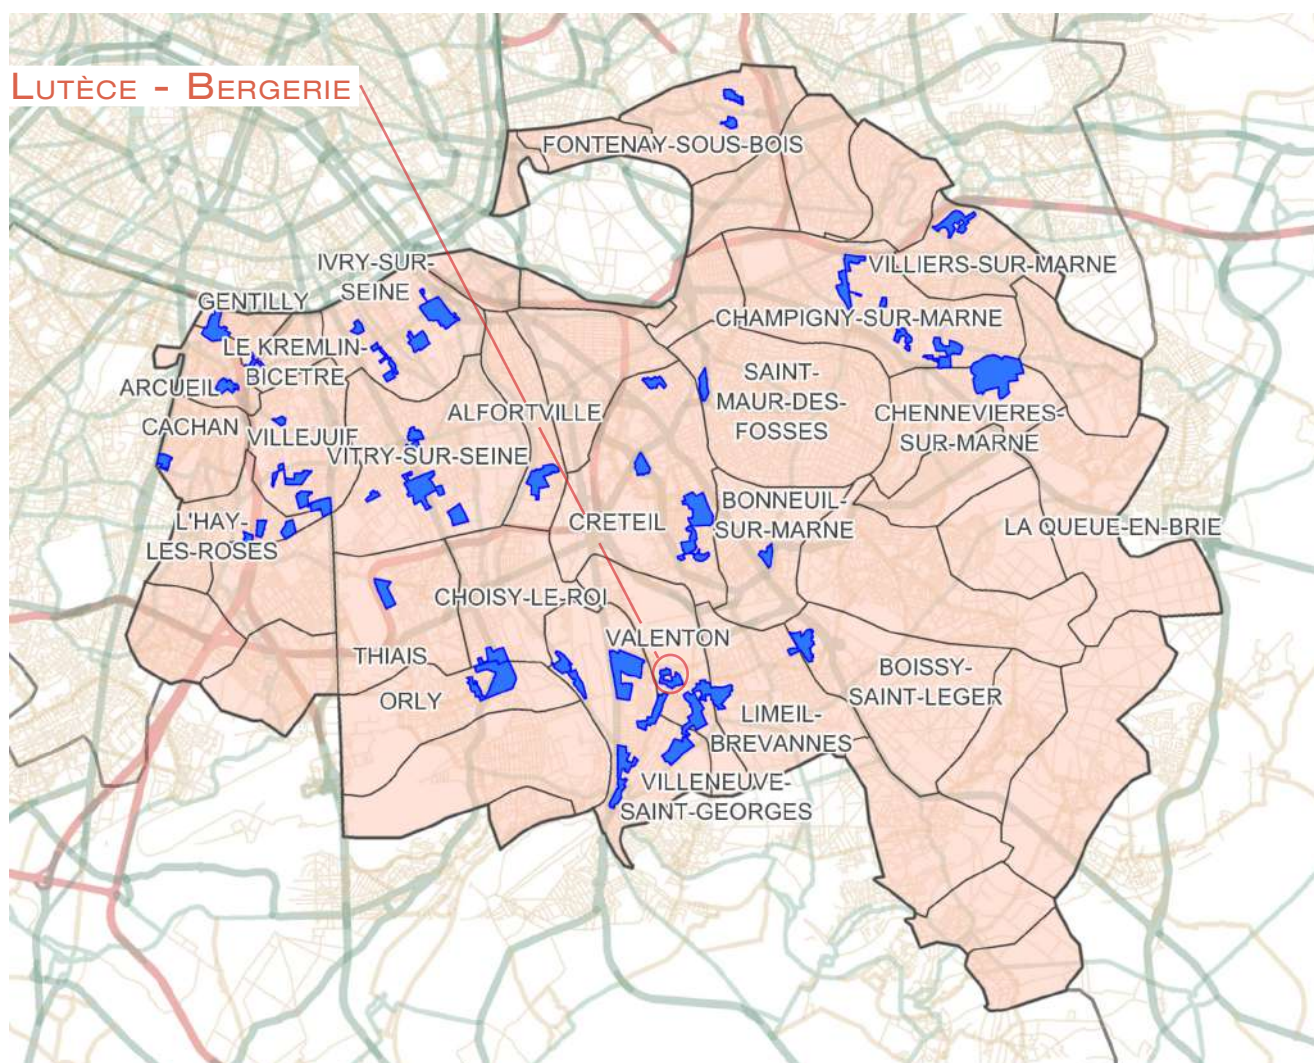 LUTÈCE - BERGERIE
FONTENAY-SOUS-BOIS
IVRY-SUR-
SEINE
VILLIERS-SUR-MARNE
GENTILLY
CHAMPIGNY-SUR-MARNE
LE KREMLIN-
BICETRE
ARCUEIL
SAINT-
MAUR-DES-
FOSSES
ALFORTVILLE
CHENNEVIERES-
SUR-MARNE
CACHAN
VILLEJUIF
VITRY-SUR-SEINE
BONNEUIL-
SUR-MARNE
CRETEIL
L'HAY-
LES-ROSES
LA QUEUE-EN-BRIE
CHOISY-LE-ROI
VALENTON
THIAIS
BOISSY-
SAINT-LEGER
ORLY
LIMEIL-
BREVANNES
VILLENEUVE-
SAINT-GEORGES